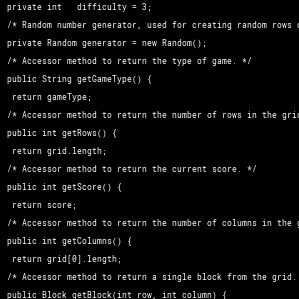 private int   difficulty = 3;
/* Random number generator, used for creating random rows
private Random generator = new Random();
/* Accessor method to return the type of game. */
public String getGameType() {
return gameType;
/* Accessor method to return the number of rows in the grid
public int getRows() {
return grid.length;
/* Accessor method to return the current score. */
public int getScore() {
return score;
/* Accessor method to return the number of columns in the
public int getColumns() {
return grid[0].length;
/* Accessor method to return a single block from the grid.
public Block getBlock(int row, int column) {